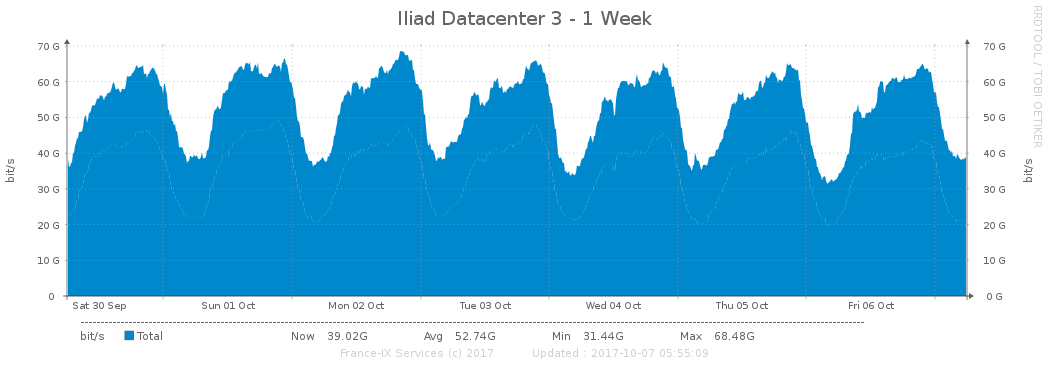 Iliad Datacenter 3 - 1 Week
RRDTOOL / TOBI OETIKER
70 G 70 G
60 G 60 G
50 G 50 G
40 G 40 G
30 G 30 G
20 G 20 G
10 G 10 G
0 0 G
bit/s bit/s
Sat 30 Sep Sun 01 Oct Mon 02 Oct Tue 03 Oct Wed 04 Oct Thu 05 Oct Fri 06 Oct
bit/s Total Now 39.02G Avg 52.74G Min 31.44G Max 68.48G
France-IX Services (c) 2017 Updated : 2017-10-07 05:55:09